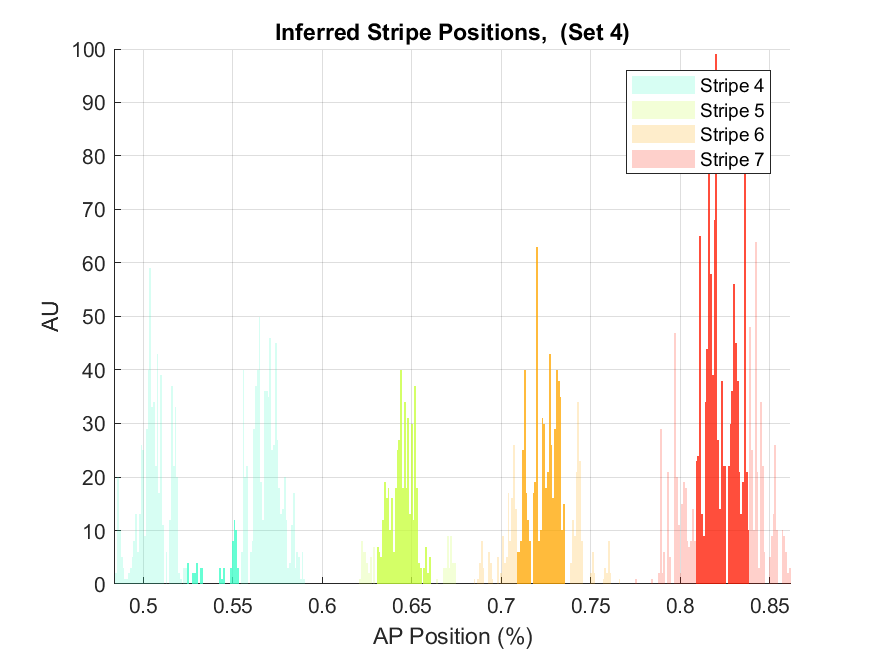 Inferred Stripe Positions,  (Set 4)
100
90
80
70
60
50
40
30
20
10
0
AU
Stripe 4
Stripe 5
Stripe 6
Stripe 7
0.5 0.55 0.6 0.65 0.7 0.75 0.8 0.85
AP Position (%)